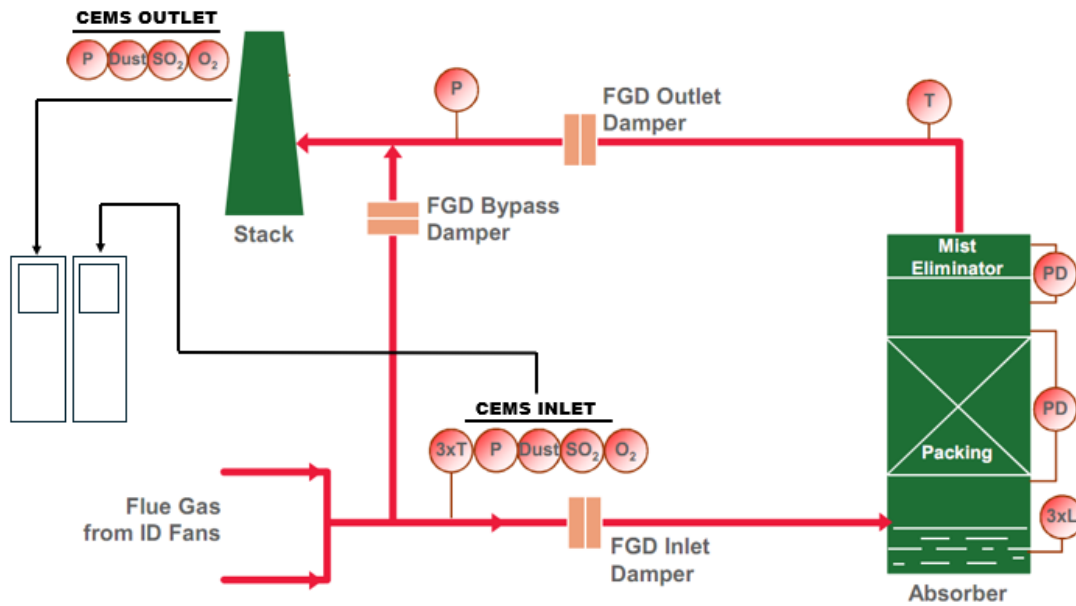 CEMS OUTLET
P Dust SO₂ O₂
P
FGD Outlet
Damper
T
FGD Bypass
Damper
Stack
Mist
Eliminator
PD
CEMS INLET
3xT P Dust SO₂ O₂
PD
Packing
Flue Gas
from ID Fans
FGD Inlet
Damper
3xL
Absorber